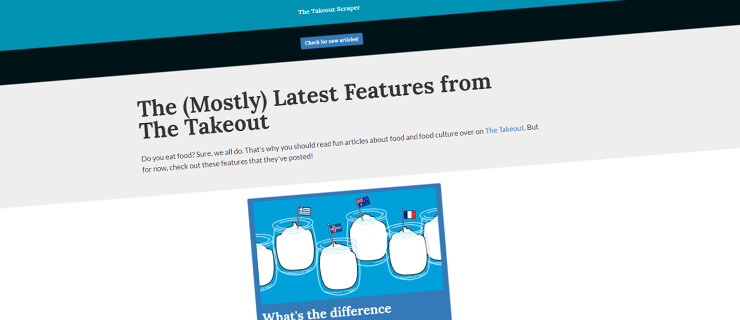 The Takeout Scraper
Check for new articles!
The (Mostly) Latest Features from
The Takeout
Do you eat food? Sure, we all do. That's why you should read fun articles about food and food culture over on The Takeout. But
for now, check out these features that they've posted!
What's the difference